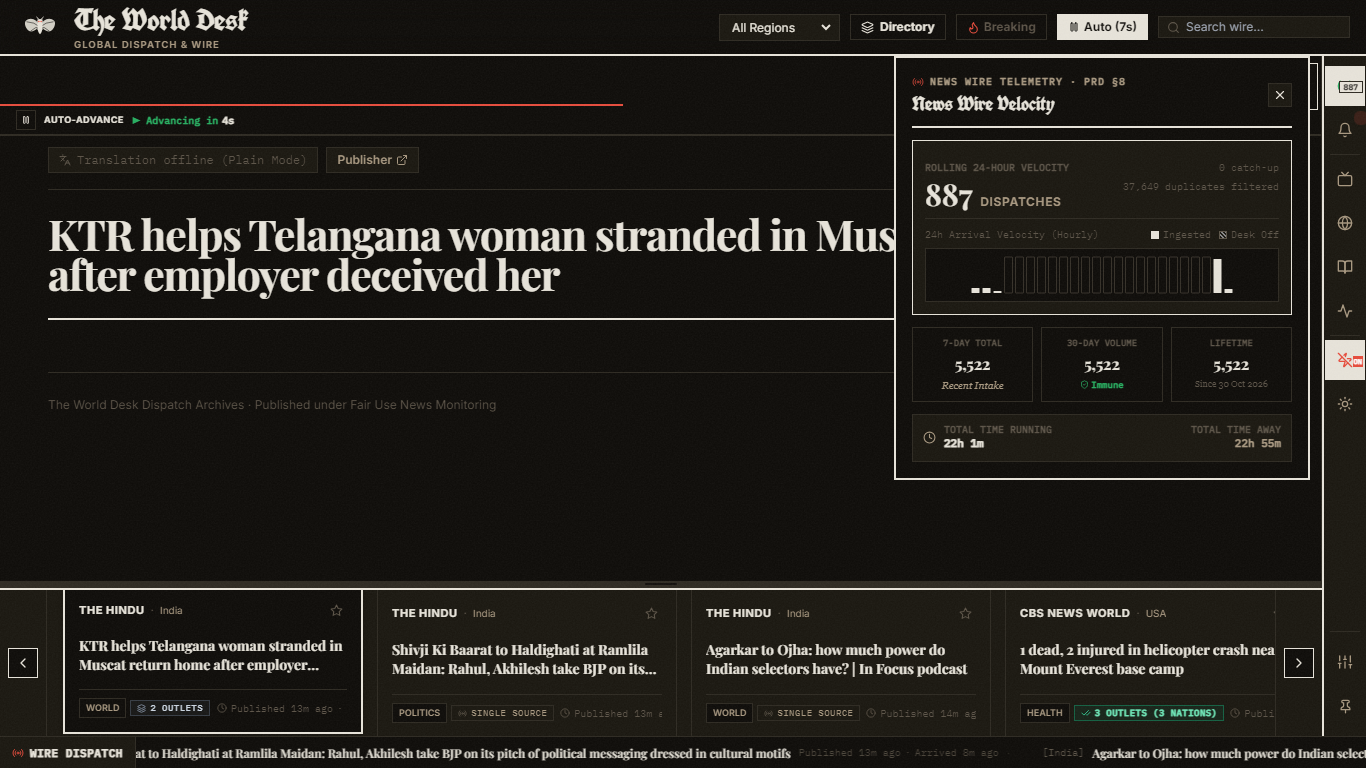 The World Desk
GLOBAL DISPATCH & WIRE
All Regions
Directory
Breaking
Auto (7s)
Search wire...
AUTO-ADVANCE
Advancing in 4s
Translation offline (Plain Mode)
Publisher
KTR helps Telangana woman stranded in Mus
after employer deceived her
The World Desk Dispatch Archives · Published under Fair Use News Monitoring
NEWS WIRE TELEMETRY · PRD §8
News Wire Velocity
ROLLING 24-HOUR VELOCITY
0 catch-up
887 DISPATCHES
37,649 duplicates filtered
24h Arrival Velocity (Hourly)
Ingested
Desk Off
7-DAY TOTAL
5,522
Recent Intake
30-DAY VOLUME
5,522
Immune
LIFETIME
5,522
Since 30 Oct 2026
TOTAL TIME RUNNING
22h 1m
TOTAL TIME AWAY
22h 55m
887
THE HINDU · India
KTR helps Telangana woman stranded in
Muscat return home after employer...
WORLD
2 OUTLETS
Published 13m ago ·
THE HINDU · India
Shivji Ki Baarat to Haldighati at Ramlila
Maidan: Rahul, Akhilesh take BJP on its...
POLITICS
SINGLE SOURCE
Published 13m a
THE HINDU · India
Agarkar to Ojha: how much power do
Indian selectors have? | In Focus podcast
WORLD
SINGLE SOURCE
Published 14m ag
CBS NEWS WORLD · USA
1 dead, 2 injured in helicopter crash nea
Mount Everest base camp
HEALTH
3 OUTLETS (3 NATIONS)
Publi
WIRE DISPATCH
at to Haldighati at Ramlila Maidan: Rahul, Akhilesh take BJP on its pitch of political messaging dressed in cultural motifs
Published 13m ago · Arrived 8m ago ·
[India] Agarkar to Ojha: how much power do Indian select